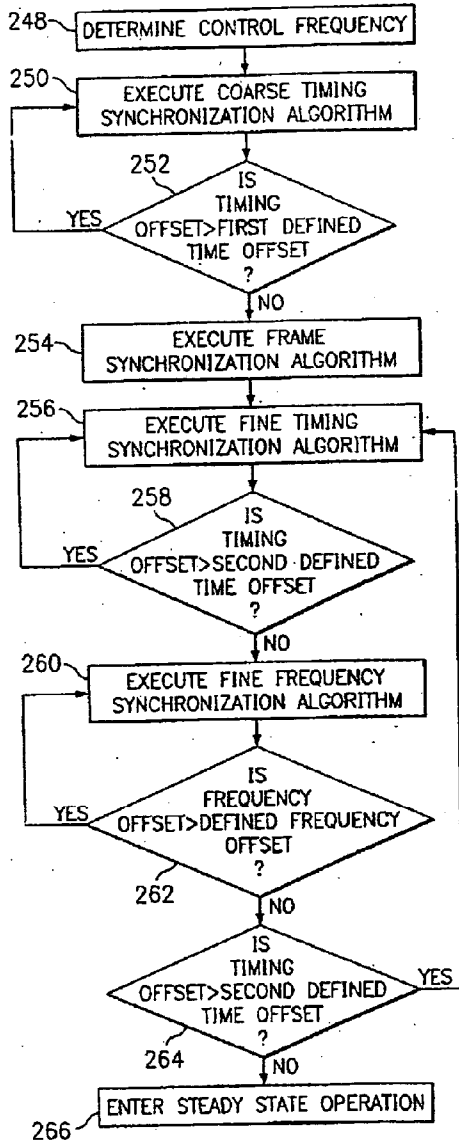 248
DETERMINE CONTROL FREQUENCY
250
EXECUTE COARSE TIMING
SYNCHRONIZATION ALGORITHM
252
IS
TIMING
OFFSET>FIRST DEFINED
TIME OFFSET
?
YES
NO
254
EXECUTE FRAME
SYNCHRONIZATION ALGORITHM
256
EXECUTE FINE TIMING
SYNCHRONIZATION ALGORITHM
258
IS
TIMING
OFFSET>SECOND DEFINED
TIME OFFSET
?
YES
NO
260
EXECUTE FINE FREQUENCY
SYNCHRONIZATION ALGORITHM
IS
FREQUENCY
OFFSET>DEFINED FREQUENCY
OFFSET
?
YES
262
NO
IS
TIMING
OFFSET>SECOND DEFINED
TIME OFFSET
?
YES
264
NO
ENTER STEADY STATE OPERATION
266